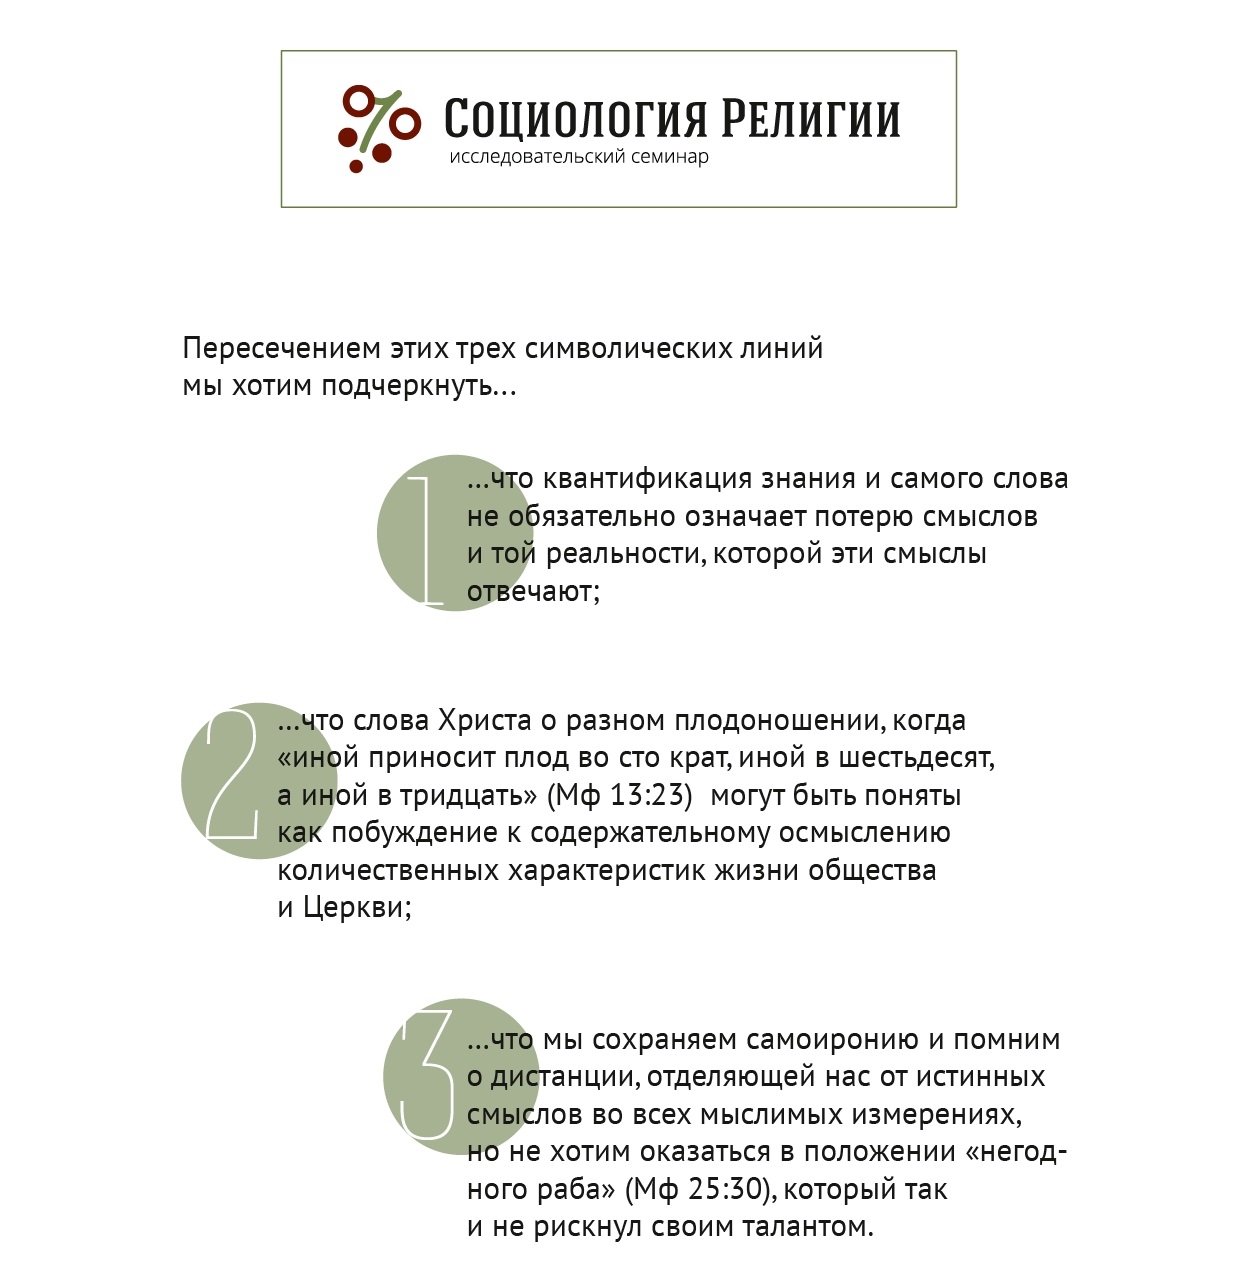 Социология Религии
исследовательский семинар
Пересечением этих трех символических линий
мы хотим подчеркнуть...
1
...что квантификация знания и самого слова
не обязательно означает потерю смыслов
и той реальности, которой эти смыслы
отвечают;
2
...что слова Христа о разном плодоношении, когда
«иной приносит плод во сто крат, иной в шестьдесят,
а иной в тридцать» (Мф 13:23) могут быть поняты
как побуждение к содержательному осмыслению
количественных характеристик жизни общества
и Церкви;
3
...что мы сохраняем самоиронию и помним
о дистанции, отделяющей нас от истинных
смыслов во всех мыслимых измерениях,
но не хотим оказаться в положении «негод-
ного раба» (Мф 25:30), который так
и не рискнул своим талантом.